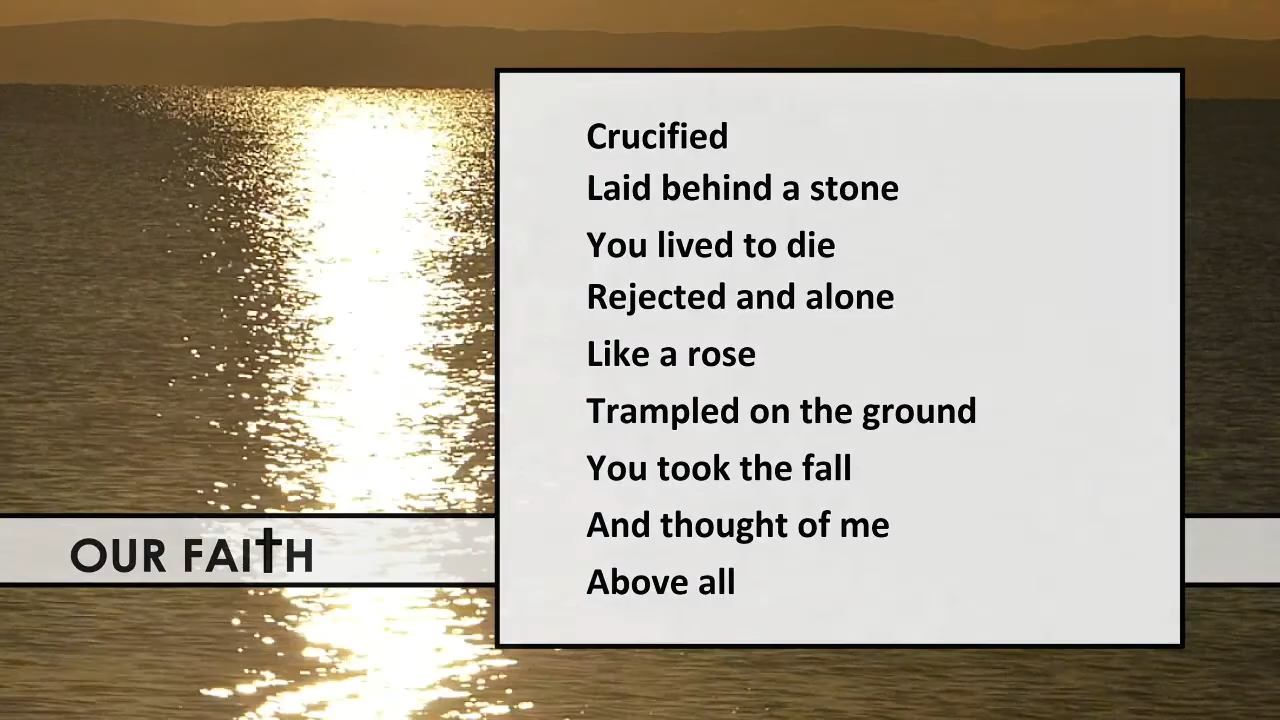 Crucified
Laid behind a stone
You lived to die
Rejected and alone
Like a rose
Trampled on the ground
You took the fall
And thought of me
Above all
OUR FAITH